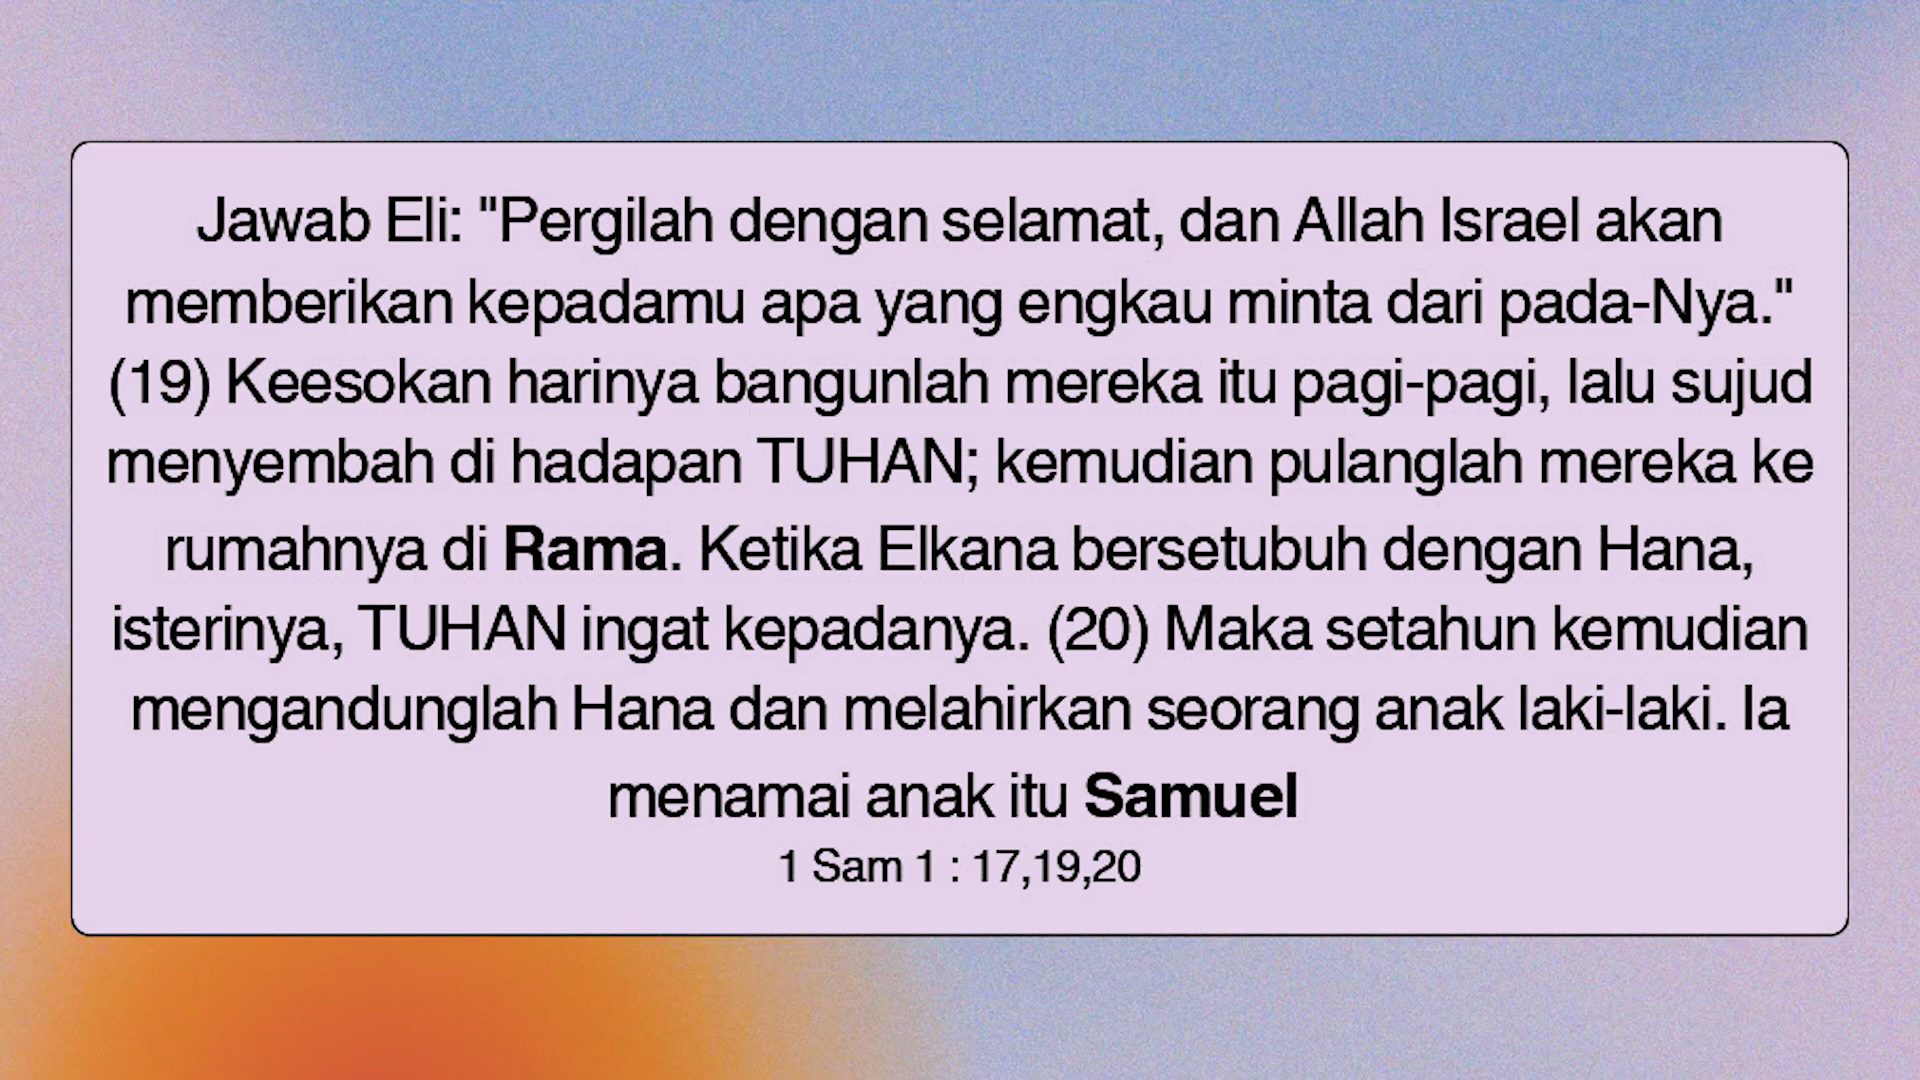 Jawab Eli: "Pergilah dengan selamat, dan Allah Israel akan
memberikan kepadamu apa yang engkau minta dari pada-Nya."
(19) Keesokan harinya bangunlah mereka itu pagi-pagi, lalu sujud
menyembah di hadapan TUHAN; kemudian pulanglah mereka ke
rumahnya di Rama. Ketika Elkana bersetubuh dengan Hana,
isterinya, TUHAN ingat kepadanya. (20) Maka setahun kemudian
mengandunglah Hana dan melahirkan seorang anak laki-laki. Ia
menamai anak itu Samuel
1 Sam 1 : 17,19,20